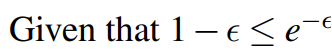 Given that 1 − ϵ ≤ e^{−ϵ}